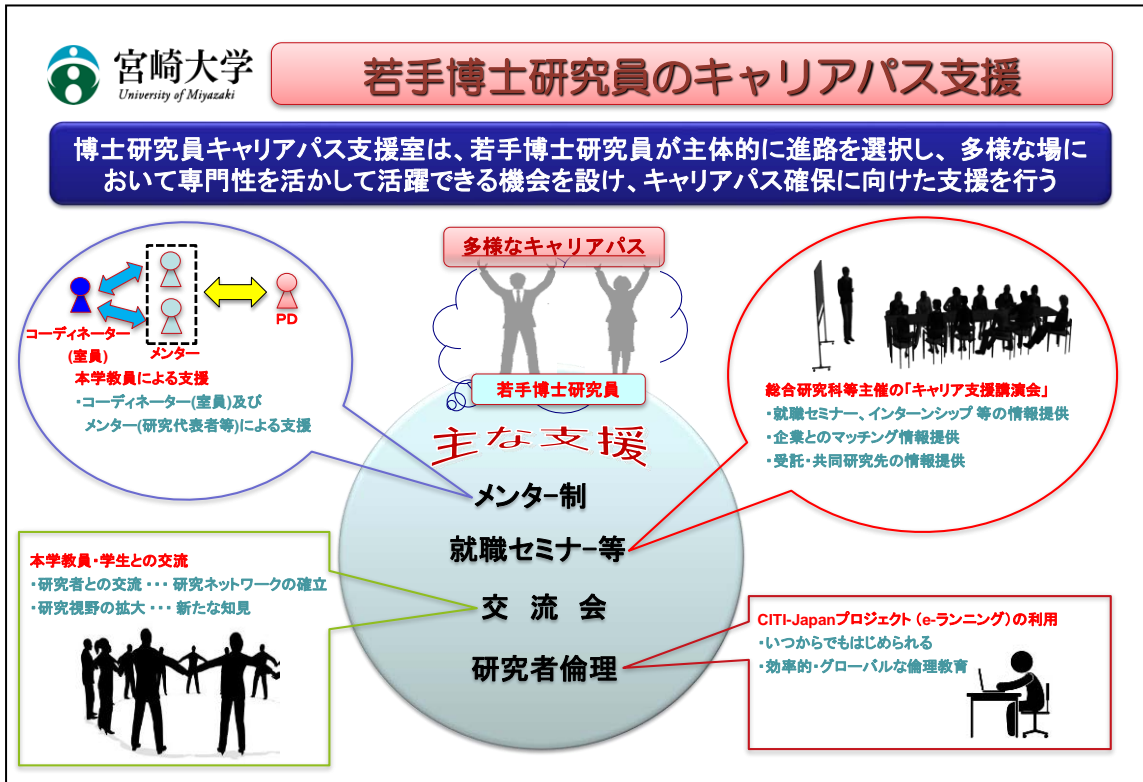 宮崎大学
University of Miyazaki
若手博士研究員のキャリアパス支援
博士研究員キャリアパス支援室は、若手博士研究員が主体的に進路を選択し、多様な場に
おいて専門性を活かして活躍できる機会を設け、キャリアパス確保に向けた支援を行う
コーディネーター
(室員)
メンター
PD
本学教員による支援
・コーディネーター(室員)及び
メンター(研究代表者等)による支援
多様なキャリアパス
若手博士研究員
主な支援
メンター制
就職セミナー等
交 流 会
研究者倫理
総合研究科等主催の「キャリア支援講演会」
・就職セミナー、インターンシップ 等の情報提供
・企業とのマッチング情報提供
・受託・共同研究先の情報提供
本学教員・学生との交流
・研究者との交流 ・・・ 研究ネットワークの確立
・研究視野の拡大 ・・・ 新たな知見
CITI-Japanプロジェクト（e-ランニング）の利用
・いつからでもはじめられる
・効率的・グローバルな倫理教育